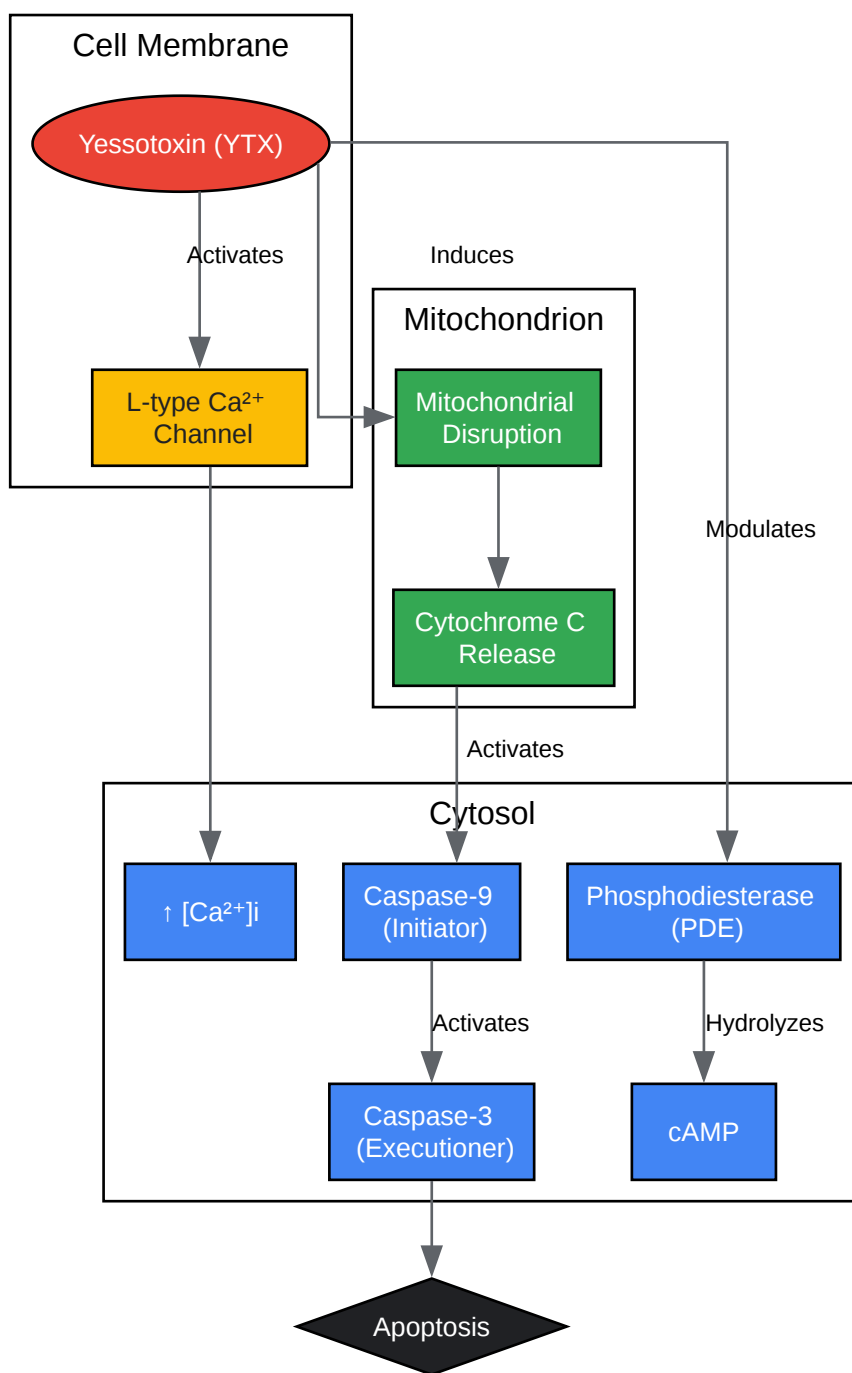 Cell Membrane
Yessotoxin (YTX)
Activates
Induces
Mitochondrion
L-type Ca²⁺
Channel
Mitochondrial
Disruption
Modulates
Cytochrome C
Release
Activates
Cytosol
↑ [Ca²⁺]i
Caspase-9
(Initiator)
Phosphodiesterase
(PDE)
Activates
Hydrolyzes
Caspase-3
(Executioner)
cAMP
Apoptosis